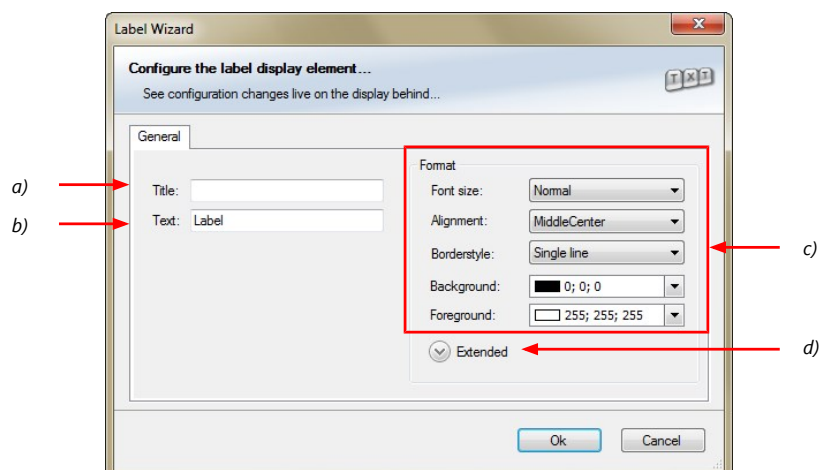 Label Wizard
x
Configure the label display element...
See configuration changes live on the display behind...
T X T
General
Format
a)
Title:
Font size: Normal
b)
Text: Label
Alignment: MiddleCenter
Borderstyle: Single line
c)
Background: 0; 0; 0
Foreground: 255; 255; 255
Extended
d)
Ok
Cancel